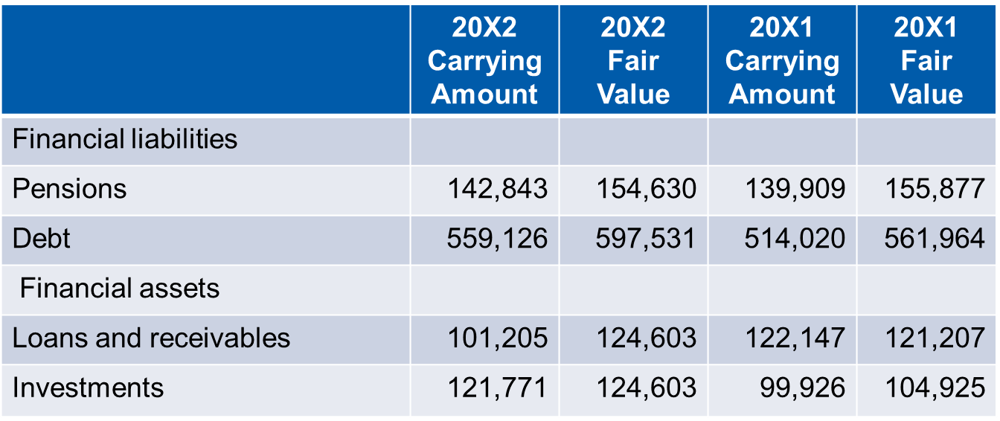 20X2 Carrying Amount 20X2 Fair Value 20X1 Carrying Amount 20X1 Fair Value
Financial liabilities
Pensions 142,843 154,630 139,909 155,877
Debt 559,126 597,531 514,020 561,964
Financial assets
Loans and receivables 101,205 124,603 122,147 121,207
Investments 121,771 124,603 99,926 104,925